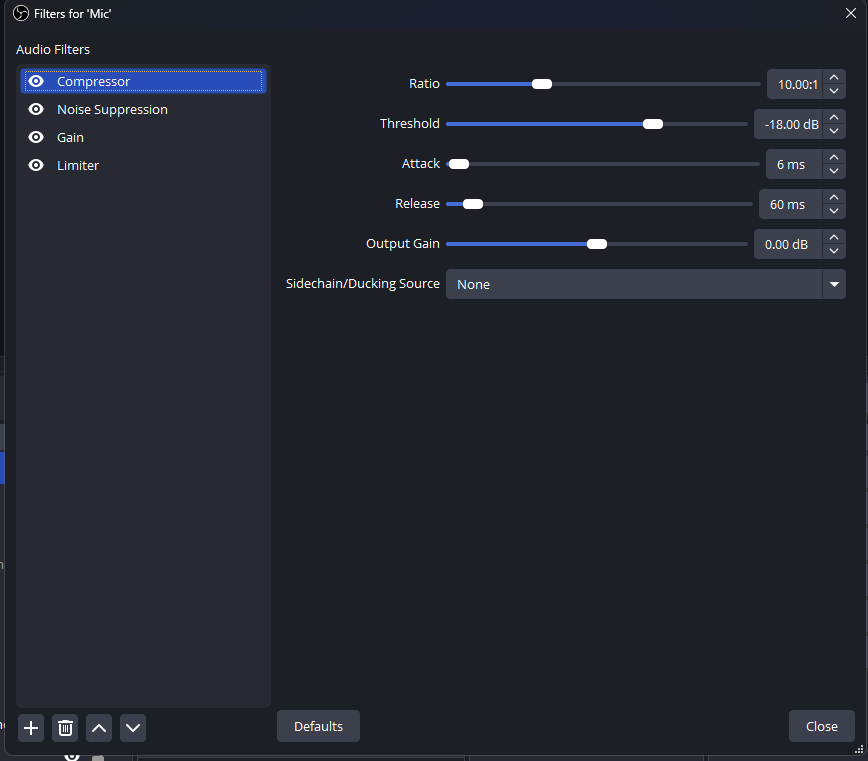 Filters for 'Mic'
Audio Filters
Compressor
Noise Suppression
Gain
Limiter
Ratio 10.00:1
Threshold -18.00 dB
Attack 6 ms
Release 60 ms
Output Gain 0.00 dB
Sidechain/Ducking Source None
Defaults
Close